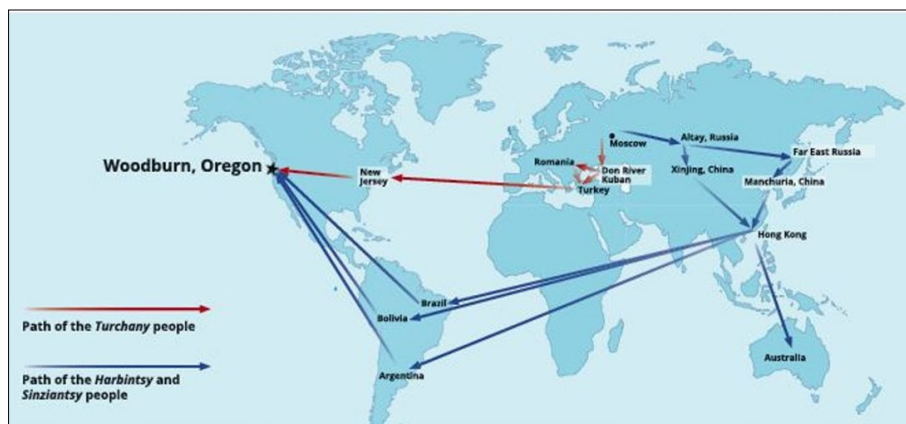 Moscow
Altay, Russia
Far East Russia
Woodburn, Oregon
New
Jersey
Romania
Don River
Kuban
Turkey
Xinjing, China
Manchuria, China
Hong Kong
Brazil
Bolivia
Argentina
Australia
Path of the Turchany people
Path of the Harbintsy and
Sinziantsy people